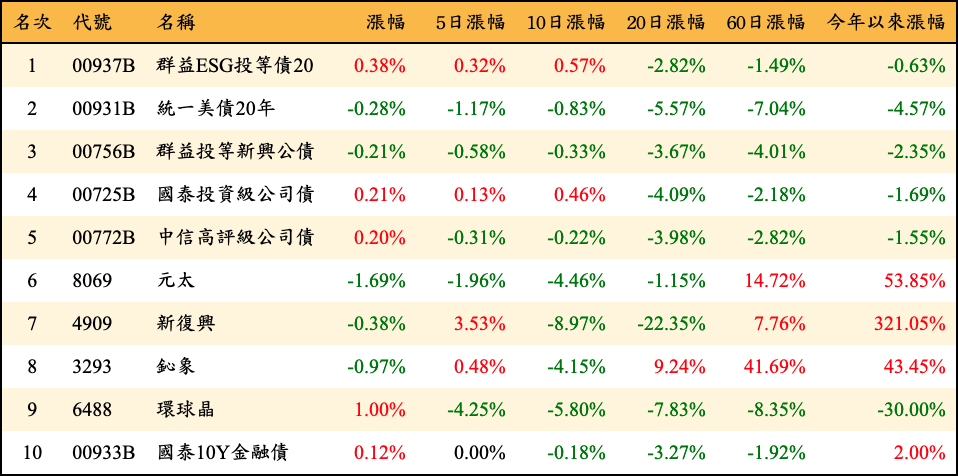 名次 代號 名稱 漲幅 5日漲幅 10日漲幅 20日漲幅 60日漲幅 今年以來漲幅
1 00937B 群益ESG投等債20 0.38% 0.32% 0.57% -2.82% -1.49% -0.63%
2 00931B 統一美債20年 -0.28% -1.17% -0.83% -5.57% -7.04% -4.57%
3 00756B 群益投等新興公債 -0.21% -0.58% -0.33% -3.67% -4.01% -2.35%
4 00725B 國泰投資級公司債 0.21% 0.13% 0.46% -4.09% -2.18% -1.69%
5 00772B 中信高評級公司債 0.20% -0.31% -0.22% -3.98% -2.82% -1.55%
6 8069 元太 -1.69% -1.96% -4.46% -1.15% 14.72% 53.85%
7 4909 新復興 -0.38% 3.53% -8.97% -22.35% 7.76% 321.05%
8 3293 鈊象 -0.97% 0.48% -4.15% 9.24% 41.69% 43.45%
9 6488 環球晶 1.00% -4.25% -5.80% -7.83% -8.35% -30.00%
10 00933B 國泰10Y金融債 0.12% 0.00% -0.18% -3.27% -1.92% 2.00%